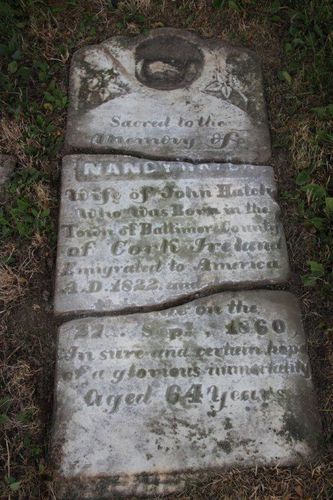 Sacred to the
Memory of
NANCY
Wife of John Hatch
Who Was Born in the
Town of Baltimore County
of Cork Ireland
Emigrated to America
A.D. 1822. and
on the
Sept, 1860,
In sure and certain hope
of a glorious immortality
Aged 64 Years